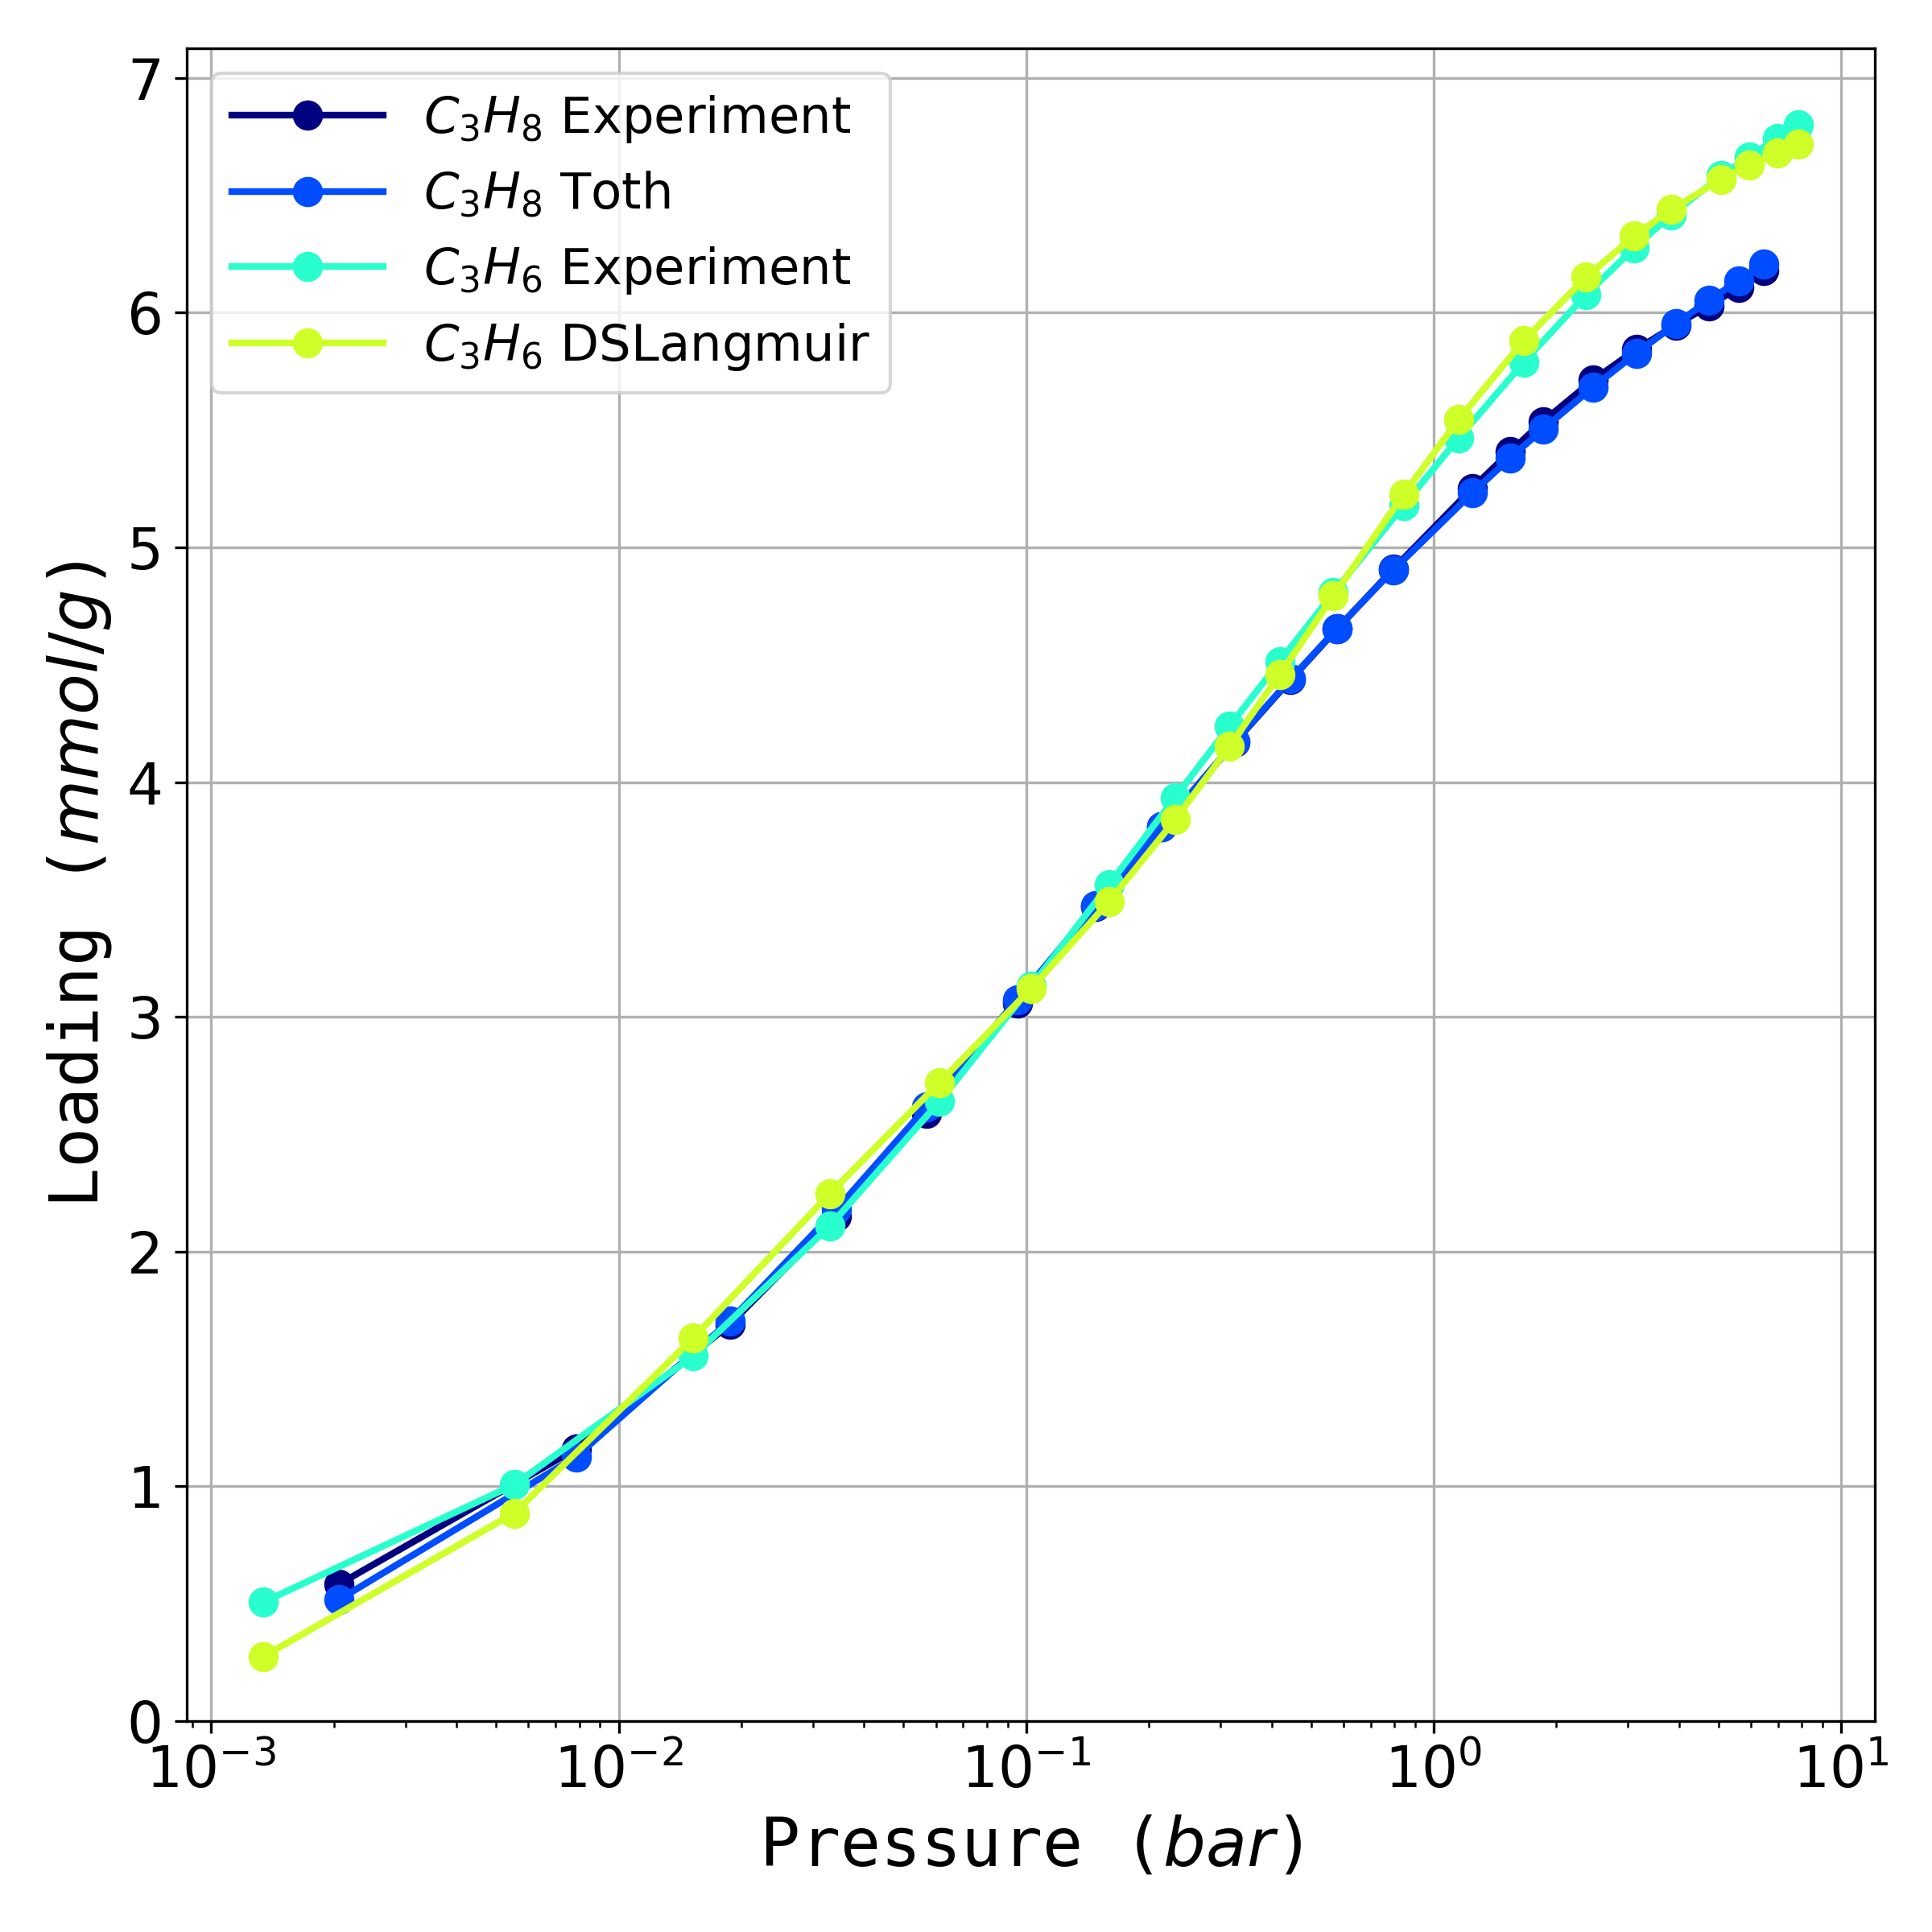 C₃H₈ Experiment
C₃H₈ Toth
C₃H₆ Experiment
C₃H₆ DSLangmuir
7
6
5
4
3
2
1
0
Loading (mmol/g)
10⁻³ 10⁻² 10⁻¹ 10⁰ 10¹
Pressure (bar)